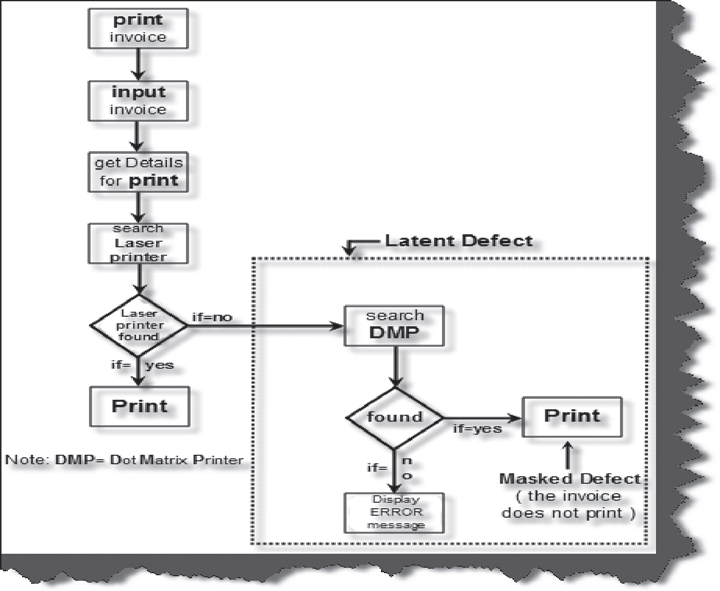 print
invoice
input
invoice
get Details
for print
search
Laser
printer
Laser
printer
found
if=no
if= yes
Print
Note: DMP= Dot Matrix Printer
Latent Defect
search
DMP
found
if=yes
Print
if= n
o
Display
ERROR
message
Masked Defect
( the invoice
does not print )